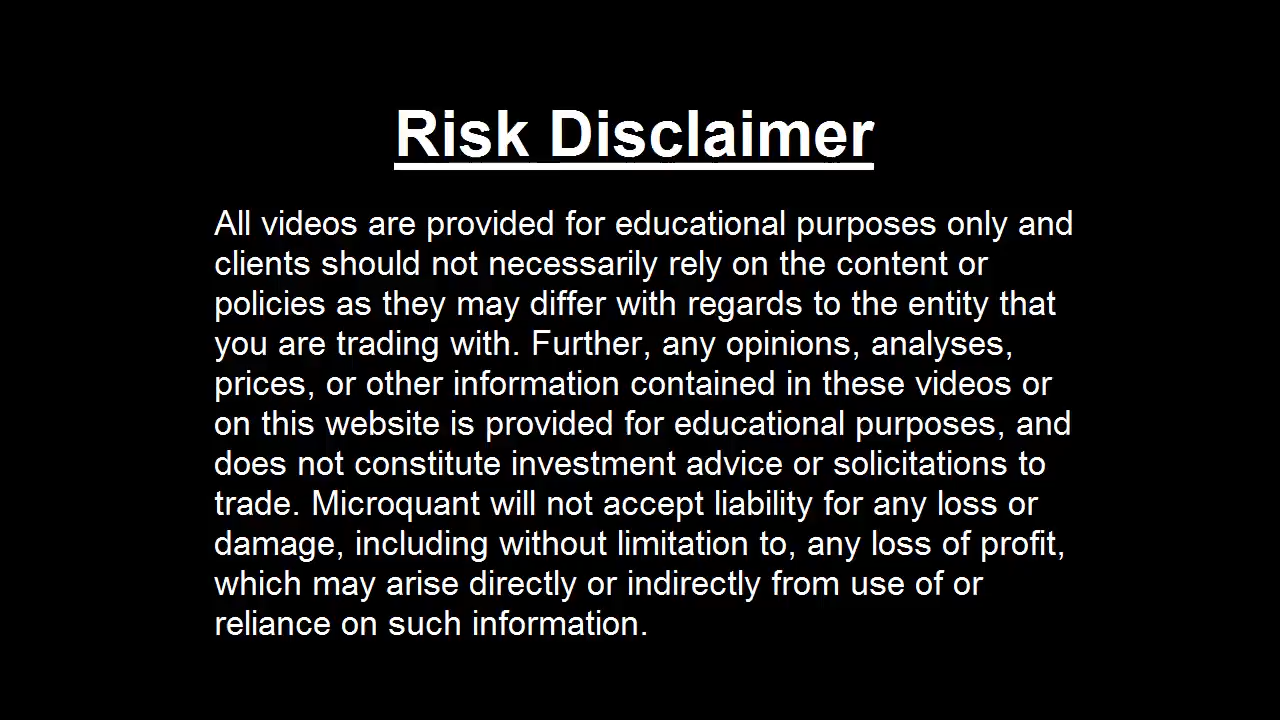 Risk Disclaimer
All videos are provided for educational purposes only and
clients should not necessarily rely on the content or
policies as they may differ with regards to the entity that
you are trading with. Further, any opinions, analyses,
prices, or other information contained in these videos or
on this website is provided for educational purposes, and
does not constitute investment advice or solicitations to
trade. Microquant will not accept liability for any loss or
damage, including without limitation to, any loss of profit,
which may arise directly or indirectly from use of or
reliance on such information.